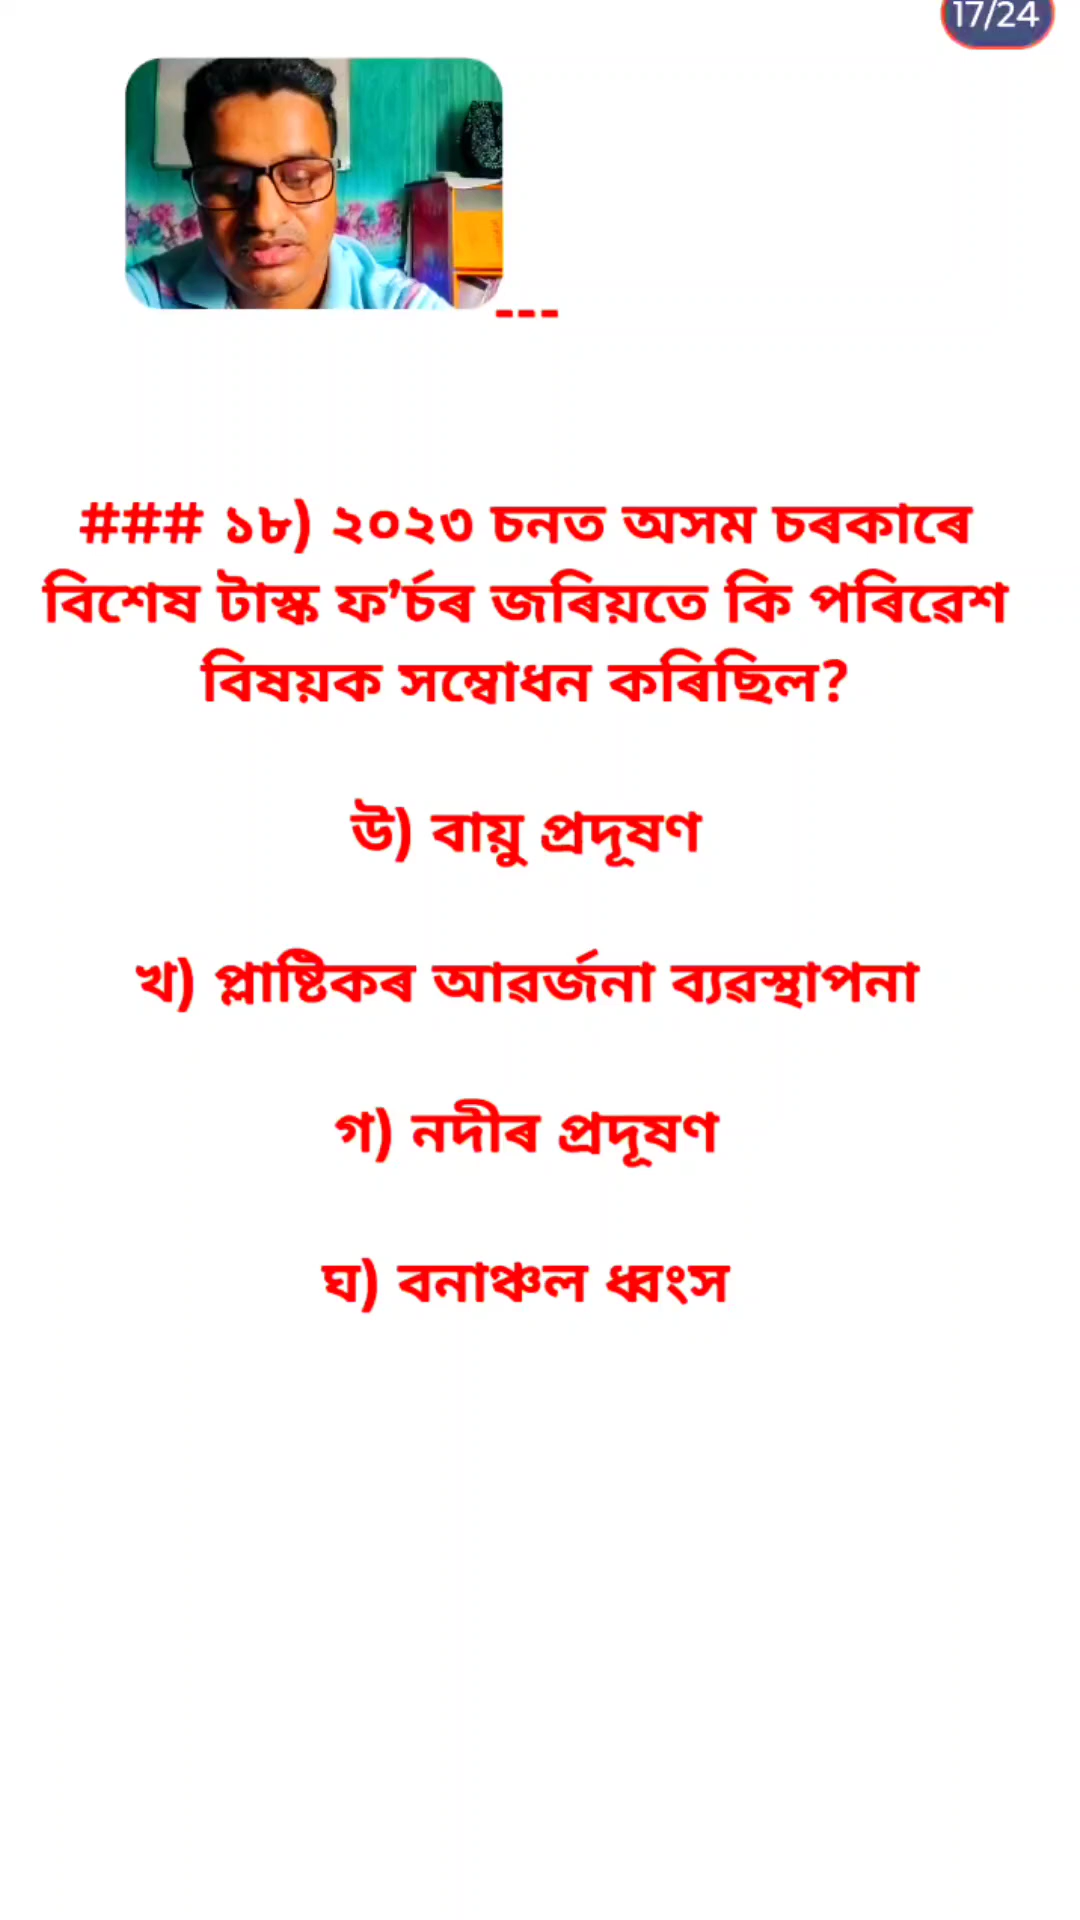 17/24
---
### ১৮) ২০২৩ চনত অসম চৰকাৰে
বিশেষ টাস্ক ফ’ৰ্চৰ জৰিয়তে কি পৰিৱেশ
বিষয়ক সম্বোধন কৰিছিল?
উ) বায়ু প্ৰদূষণ
খ) প্লাষ্টিকৰ আৱৰ্জনা ব্যৱস্থাপনা
গ) নদীৰ প্ৰদূষণ
ঘ) বনাঞ্চল ধ্বংস